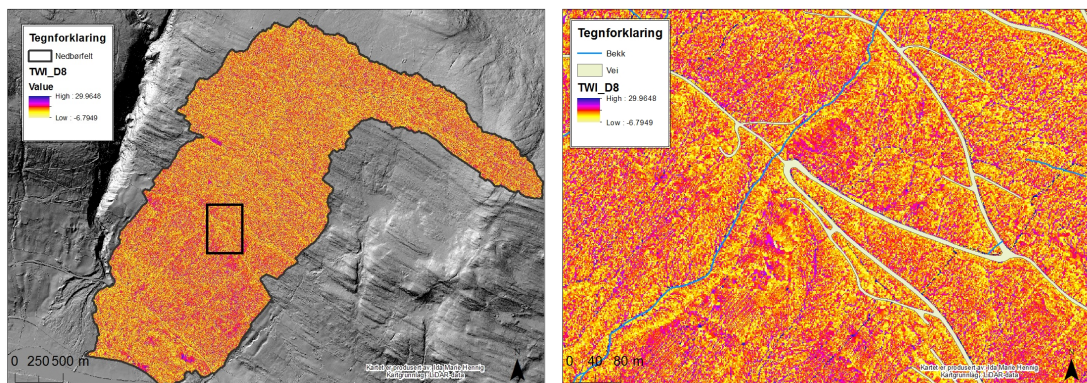 Tegnforklaring
Nedbørfelt
TWI_D8
Value
High : 29.9648
Low : -6.7949
0 250 500 m
Kartet er produsert av Ida Marie Hennig
Kartgrunnlag: LiDAR-data
Tegnforklaring
Bekk
Vei
TWI_D8
High : 29.9648
Low : -6.7949
0 40 80 m
Kartet er produsert av Ida Marie Hennig
Kartgrunnlag: LiDAR-data